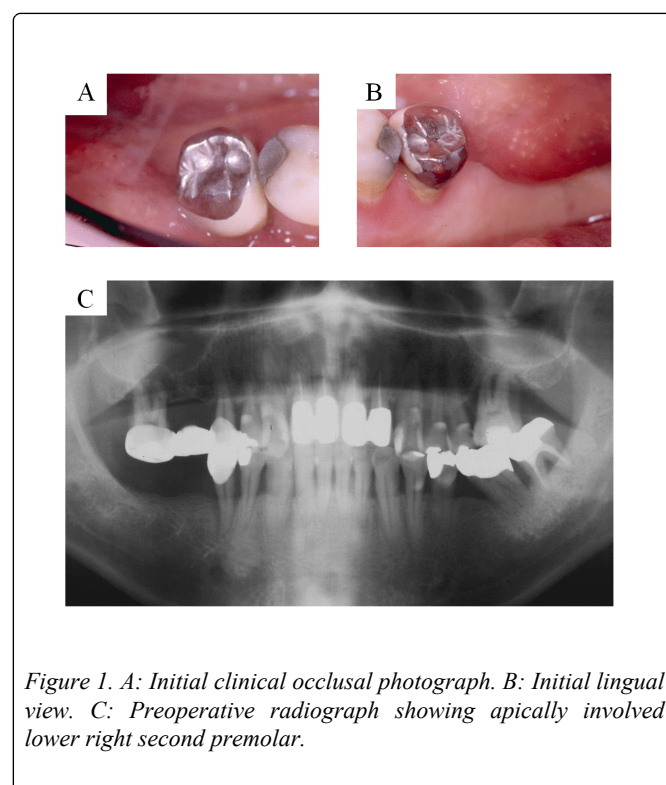 A
B
C
Figure 1. A: Initial clinical occlusal photograph. B: Initial lingual
view. C: Preoperative radiograph showing apically involved
lower right second premolar.